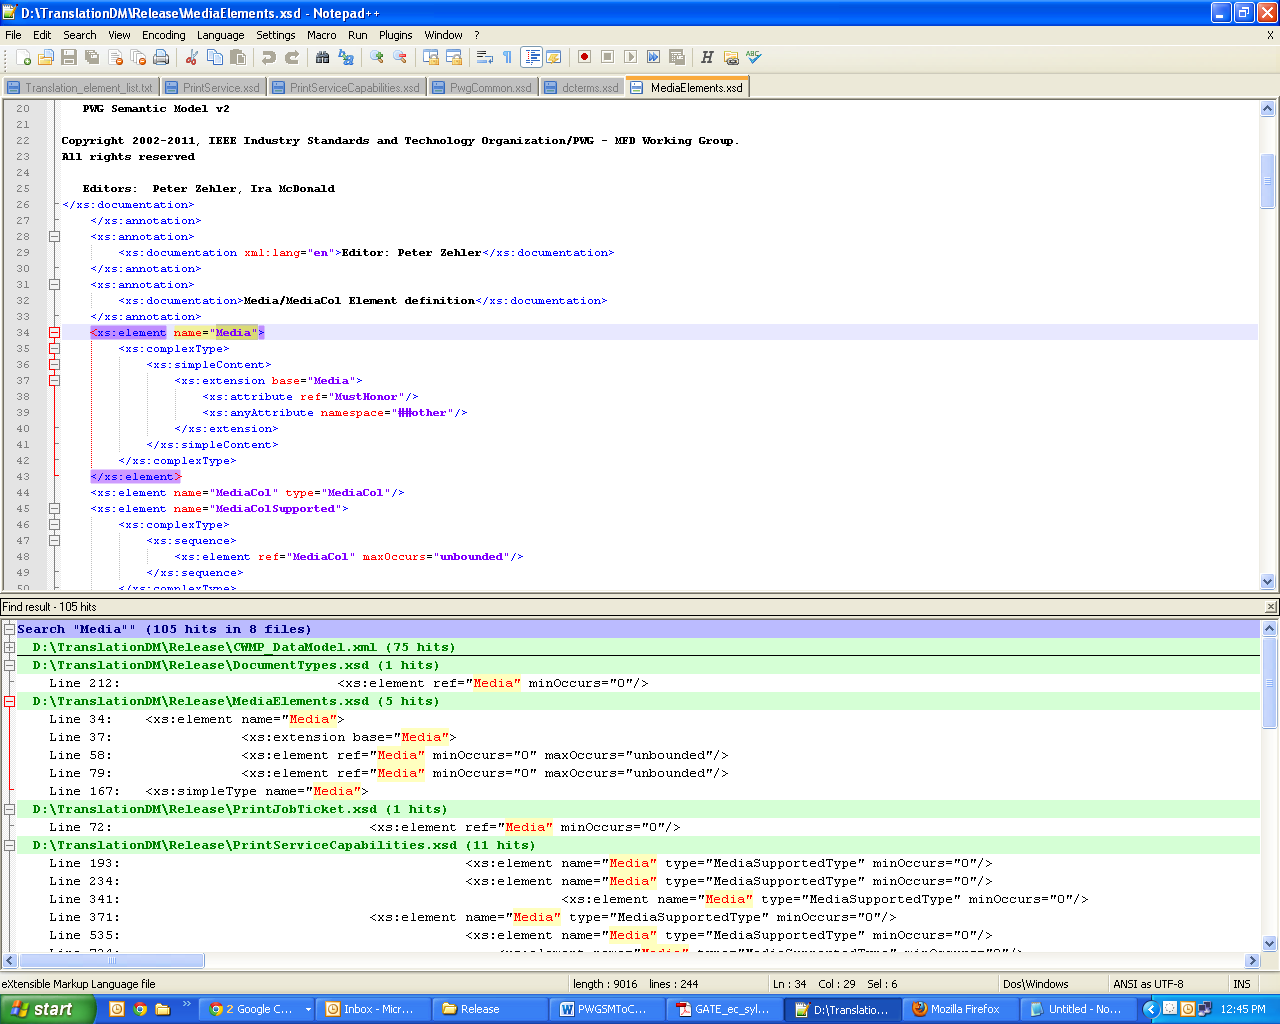 D:\TranslationDM\Release\MediaElements.xsd - Notepad++
File Edit Search View Encoding Language Settings Macro Run Plugins Window ? X
Translation_element_list.txt PrintService.xsd PrintServiceCapabilities.xsd PwgCommon.xsd dcterms.xsd MediaElements.xsd
20 PWG Semantic Model v2
21
22 Copyright 2002-2011, IEEE Industry Standards and Technology Organization/PWG - MFD Working Group.
23 All rights reserved
24
25 Editors: Peter Zehler, Ira McDonald
26 </xs:documentation>
27 </xs:annotation>
28 <xs:annotation>
29 <xs:documentation xml:lang="en">Editor: Peter Zehler</xs:documentation>
30 </xs:annotation>
31 <xs:annotation>
32 <xs:documentation>Media/MediaCol Element definition</xs:documentation>
33 </xs:annotation>
34 <xs:element name="Media">
35 <xs:complexType>
36 <xs:simpleContent>
37 <xs:extension base="Media">
38 <xs:attribute ref="MustHonor"/>
39 <xs:anyAttribute namespace="##other"/>
40 </xs:extension>
41 </xs:simpleContent>
42 </xs:complexType>
43 </xs:element>
44 <xs:element name="MediaCol" type="MediaCol"/>
45 <xs:element name="MediaColSupported">
46 <xs:complexType>
47 <xs:sequence>
48 <xs:element ref="MediaCol" maxOccurs="unbounded"/>
49 </xs:sequence>
50 </xs:complexType>
Find result - 105 hits
Search "Media"" (105 hits in 8 files)
D:\TranslationDM\Release\CWMP_DataModel.xml (75 hits)
D:\TranslationDM\Release\DocumentTypes.xsd (1 hits)
Line 212: <xs:element ref="Media" minOccurs="0"/>
D:\TranslationDM\Release\MediaElements.xsd (5 hits)
Line 34: <xs:element name="Media">
Line 37: <xs:extension base="Media">
Line 58: <xs:element ref="Media" minOccurs="0" maxOccurs="unbounded"/>
Line 79: <xs:element ref="Media" minOccurs="0" maxOccurs="unbounded"/>
Line 167: <xs:simpleType name="Media">
D:\TranslationDM\Release\PrintJobTicket.xsd (1 hits)
Line 72: <xs:element ref="Media" minOccurs="0"/>
D:\TranslationDM\Release\PrintServiceCapabilities.xsd (11 hits)
Line 193: <xs:element name="Media" type="MediaSupportedType" minOccurs="0"/>
Line 234: <xs:element name="Media" type="MediaSupportedType" minOccurs="0"/>
Line 341: <xs:element name="Media" type="MediaSupportedType" minOccurs="0"/>
Line 371: <xs:element name="Media" type="MediaSupportedType" minOccurs="0"/>
Line 535: <xs:element name="Media" type="MediaSupportedType" minOccurs="0"/>
eXtensible Markup Language file length : 9016 lines : 244 Ln : 34 Col : 29 Sel : 6 Dos\Windows ANSI as UTF-8 INS
start 2 Google C... Inbox - Micr... Release PWGSMToC... GATE_ec_syl... D:\Translatio... Mozilla Firefox Untitled - No... 12:45 PM